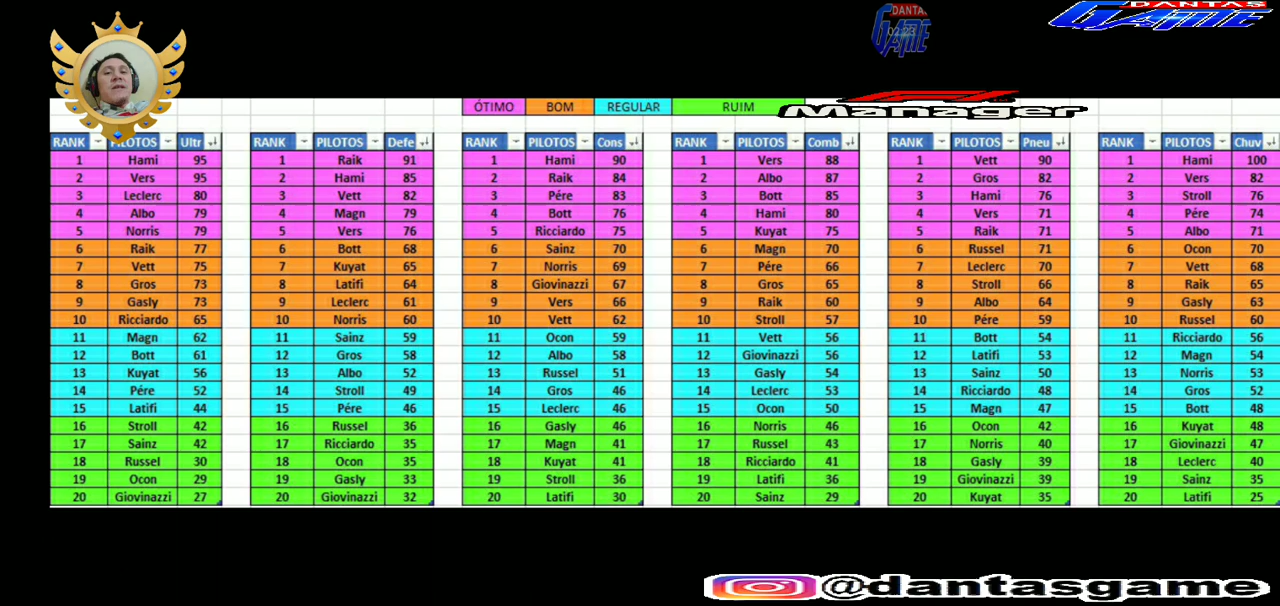 DANTAS
GAME
02:23
DANTAS
GAME
ÓTIMO BOM REGULAR RUIM
F1
Manager
RANK PILOTOS Ultr RANK PILOTOS Defe RANK PILOTOS Cons RANK PILOTOS Comb RANK PILOTOS Pneu RANK PILOTOS Chuv
1 Hami 95 1 Raik 91 1 Hami 90 1 Vers 88 1 Vett 90 1 Hami 100
2 Vers 95 2 Hami 85 2 Raik 84 2 Albo 87 2 Gros 82 2 Vers 82
3 Leclerc 80 3 Vett 82 3 Pére 83 3 Bott 85 3 Hami 76 3 Stroll 76
4 Albo 79 4 Magn 79 4 Bott 76 4 Hami 80 4 Vers 71 4 Pére 74
5 Norris 79 5 Vers 76 5 Ricciardo 75 5 Kuyat 75 5 Raik 71 5 Albo 71
6 Raik 77 6 Bott 68 6 Sainz 70 6 Magn 70 6 Russel 71 6 Ocon 70
7 Vett 75 7 Kuyat 65 7 Norris 69 7 Pére 66 7 Leclerc 70 7 Vett 68
8 Gros 73 8 Latifi 64 8 Giovinazzi 67 8 Gros 65 8 Stroll 66 8 Raik 65
9 Gasly 73 9 Leclerc 61 9 Vers 66 9 Raik 60 9 Albo 64 9 Gasly 63
10 Ricciardo 65 10 Norris 60 10 Vett 62 10 Stroll 57 10 Pére 59 10 Russel 60
11 Magn 62 11 Sainz 59 11 Ocon 59 11 Vett 56 11 Bott 54 11 Ricciardo 56
12 Bott 61 12 Gros 58 12 Albo 58 12 Giovinazzi 56 12 Latifi 53 12 Magn 54
13 Kuyat 56 13 Albo 52 13 Russel 51 13 Gasly 54 13 Sainz 50 13 Norris 53
14 Pére 52 14 Stroll 49 14 Gros 46 14 Leclerc 53 14 Ricciardo 48 14 Gros 52
15 Latifi 44 15 Pére 46 15 Leclerc 46 15 Ocon 50 15 Magn 47 15 Bott 48
16 Stroll 42 16 Russel 36 16 Gasly 46 16 Norris 46 16 Ocon 42 16 Kuyat 48
17 Sainz 42 17 Ricciardo 35 17 Magn 41 17 Russel 43 17 Norris 40 17 Giovinazzi 47
18 Russel 30 18 Ocon 35 18 Kuyat 41 18 Ricciardo 41 18 Gasly 39 18 Leclerc 40
19 Ocon 29 19 Gasly 33 19 Stroll 36 19 Latifi 36 19 Giovinazzi 39 19 Sainz 35
20 Giovinazzi 27 20 Giovinazzi 32 20 Latifi 30 20 Sainz 29 20 Kuyat 35 20 Latifi 25
@dantasgame